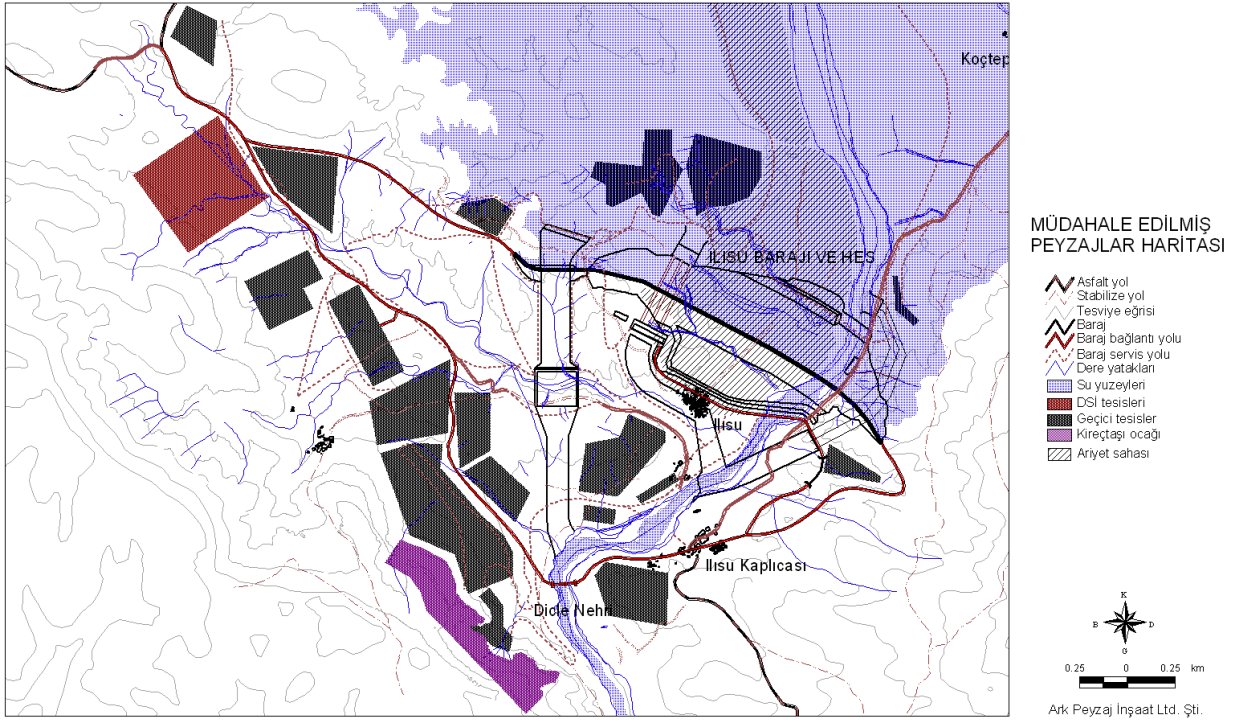 Koçtep
ILISU BARAJI VE HES
Ilısu
Ilısu Kaplıcası
Dicle Nehri
MÜDAHALE EDİLMİŞ
PEYZAJLAR HARİTASI
Asfalt yol
Stabilize yol
Tesviye eğrisi
Baraj
Baraj bağlantı yolu
Baraj servis yolu
Dere yatakları
Su yuzeyleri
DSİ tesisleri
Geçici tesisler
Kireçtaşı ocağı
Ariyet sahası
K
B D
G
0.25 0 0.25 km
Ark Peyzaj İnşaat Ltd. Şti.